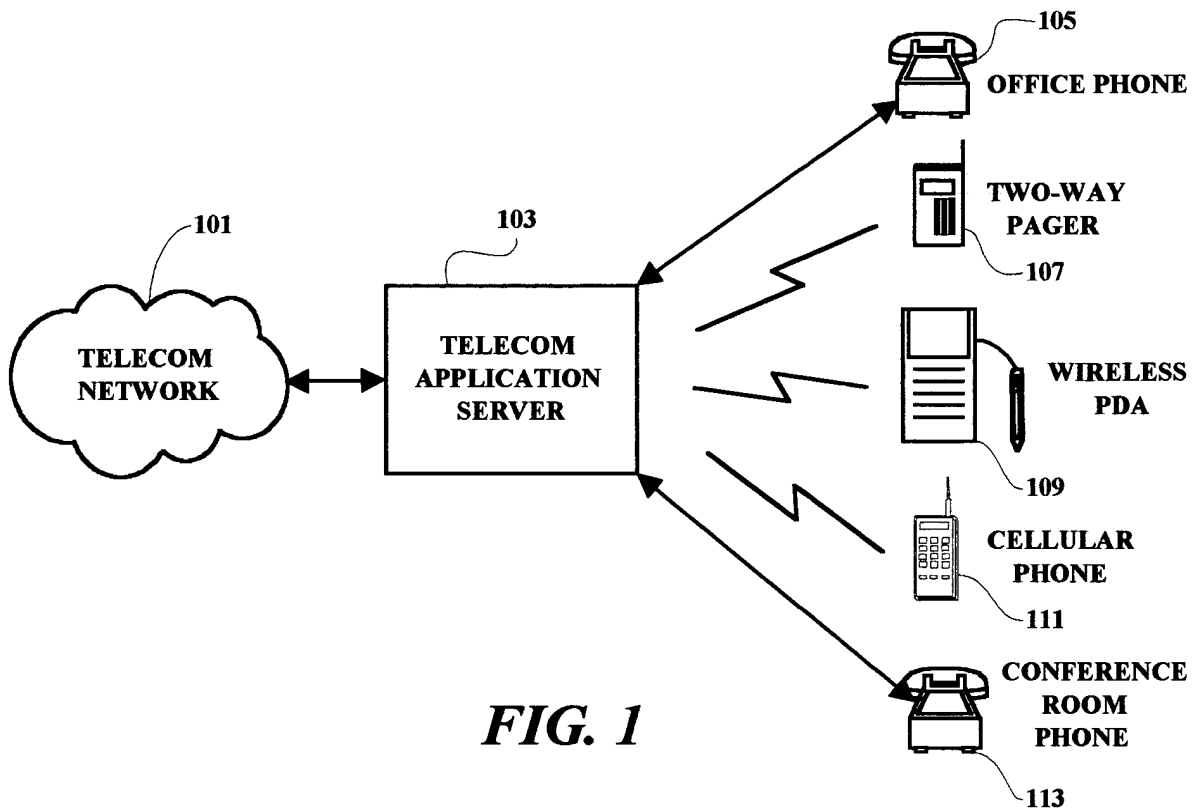 101
TELECOM
NETWORK
103
TELECOM
APPLICATION
SERVER
105
OFFICE PHONE
TWO-WAY
PAGER
107
WIRELESS
PDA
109
CELLULAR
PHONE
111
CONFERENCE
ROOM
PHONE
113
FIG. 1